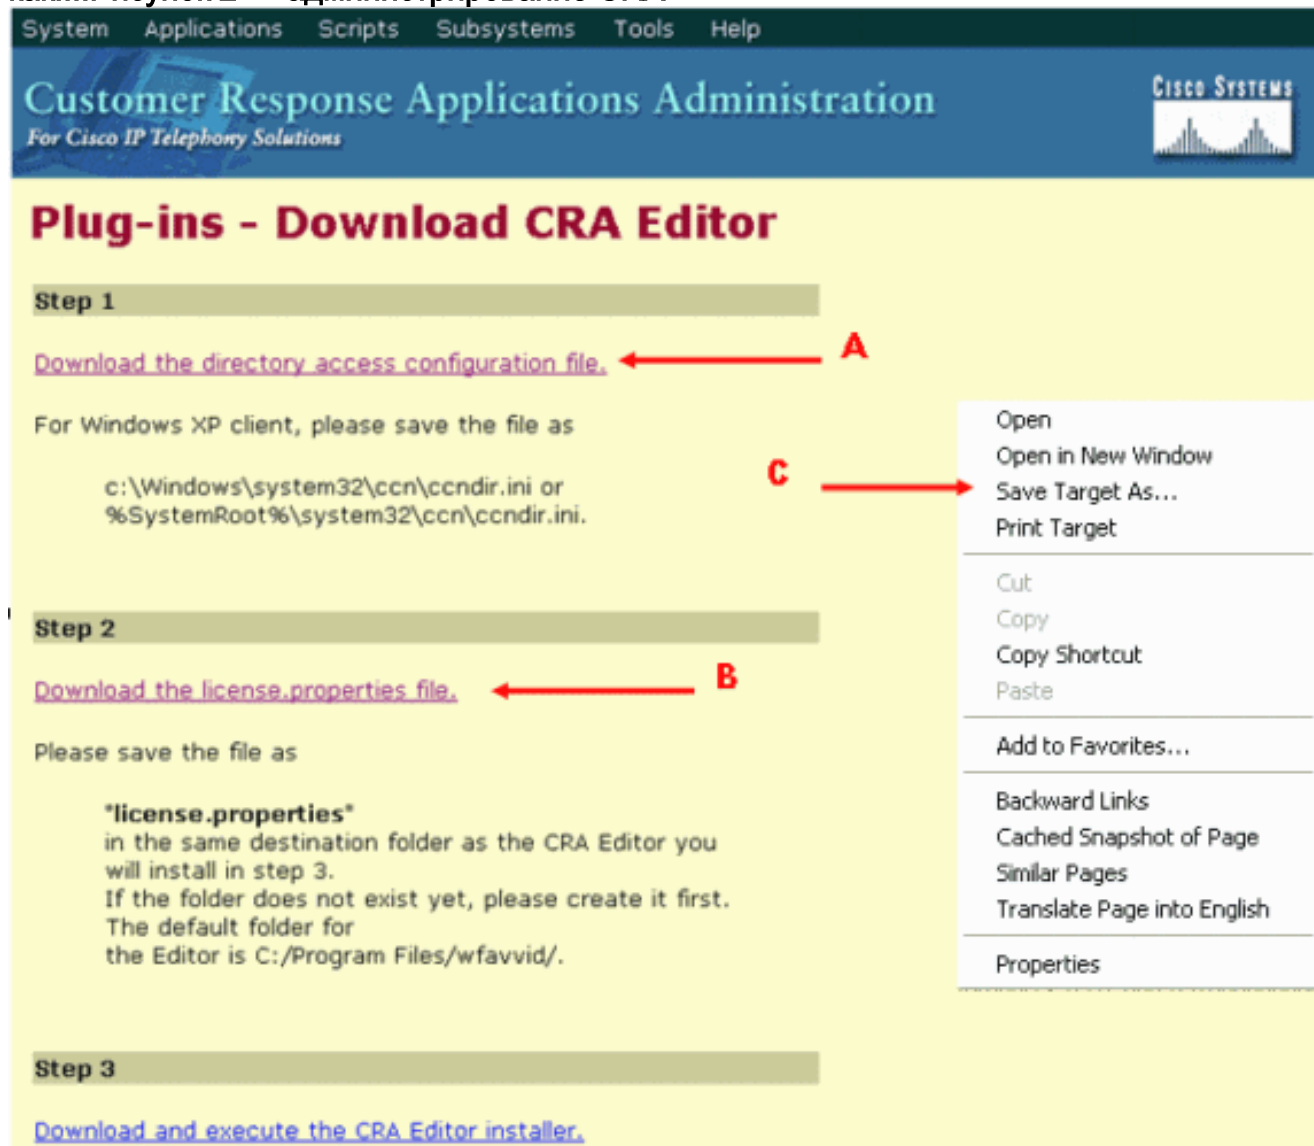 System Applications Scripts Subsystems Tools Help
Customer Response Applications Administration
For Cisco IP Telephony Solutions
CISCO SYSTEMS
Plug-ins - Download CRA Editor
Step 1
Download the directory access configuration file.
A
For Windows XP client, please save the file as
c:\Windows\system32\ccn\ccndir.ini or
%SystemRoot%\system32\ccn\ccndir.ini.
C
Open
Open in New Window
Save Target As...
Print Target
Cut
Copy
Copy Shortcut
Paste
Add to Favorites...
Backward Links
Cached Snapshot of Page
Similar Pages
Translate Page into English
Properties
Step 2
Download the license.properties file.
B
Please save the file as
"license.properties"
in the same destination folder as the CRA Editor you
will install in step 3.
If the folder does not exist yet, please create it first.
The default folder for
the Editor is C:/Program Files/wfavvid/.
Step 3
Download and execute the CRA Editor installer.